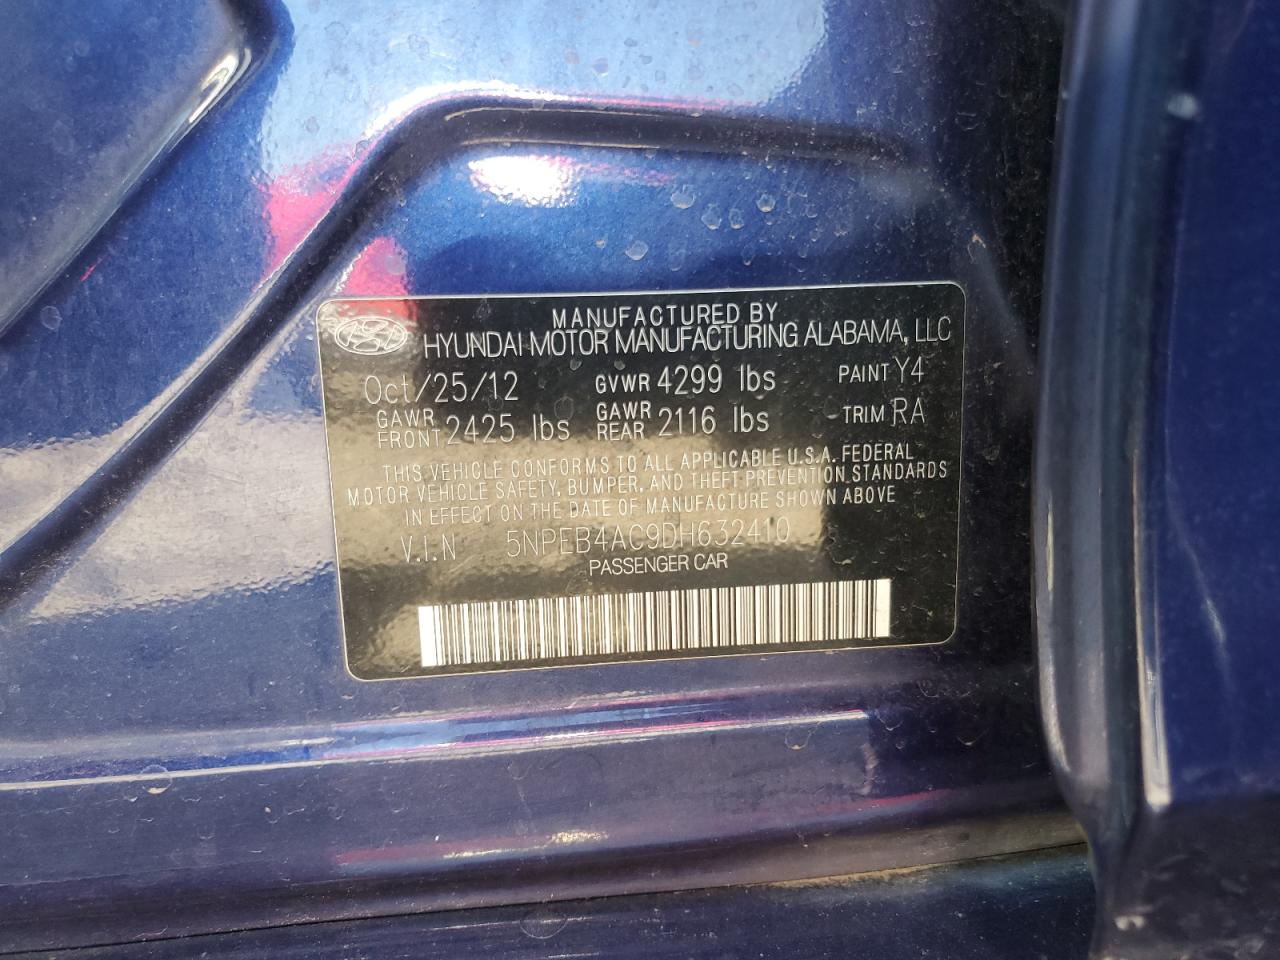 MANUFACTURED BY
HYUNDAI MOTOR MANUFACTURING ALABAMA, LLC
Oct/25/12 GVWR 4299 lbs PAINT Y4
GAWR FRONT 2425 lbs GAWR REAR 2116 lbs TRIM RA
THIS VEHICLE CONFORMS TO ALL APPLICABLE U.S.A. FEDERAL
MOTOR VEHICLE SAFETY, BUMPER, AND THEFT PREVENTION STANDARDS
IN EFFECT ON THE DATE OF MANUFACTURE SHOWN ABOVE
V.I.N 5NPEB4AC9DH632410
PASSENGER CAR